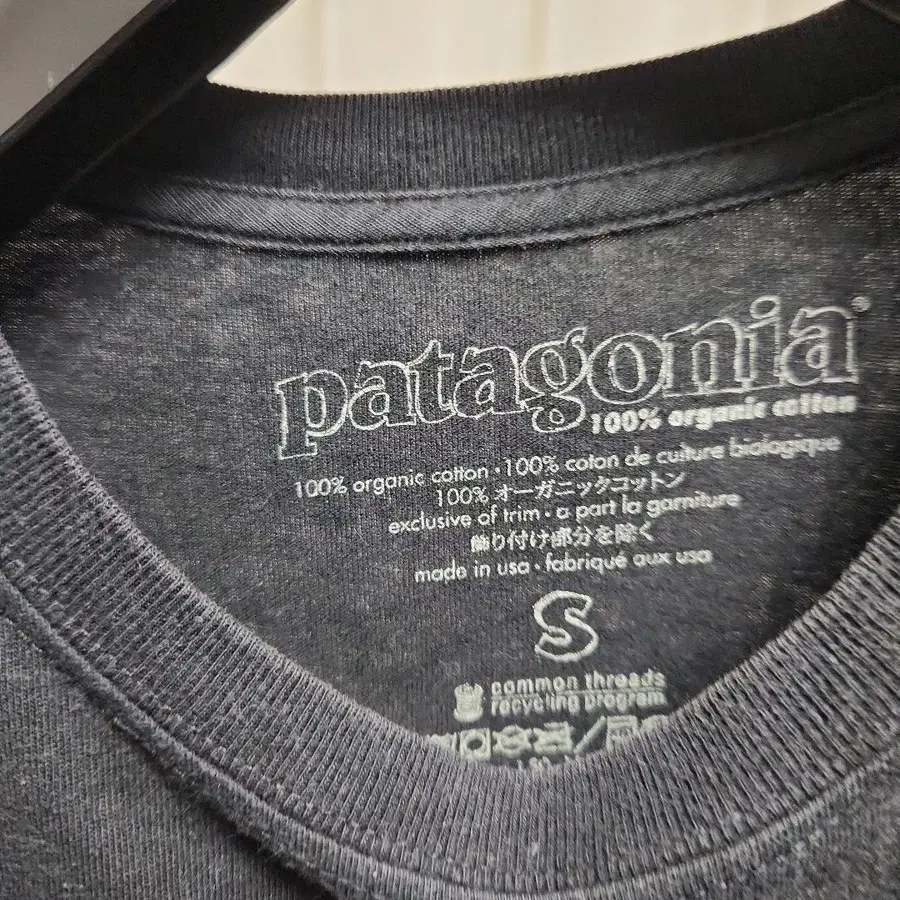 patagonia®
100% organic cotton
100% organic cotton · 100% coton de culture biologique
100% オーガニックコットン
exclusive of trim · a part la garniture
飾り付け部分を除く
made in usa · fabriqué aux usa
S
common threads
recycling program